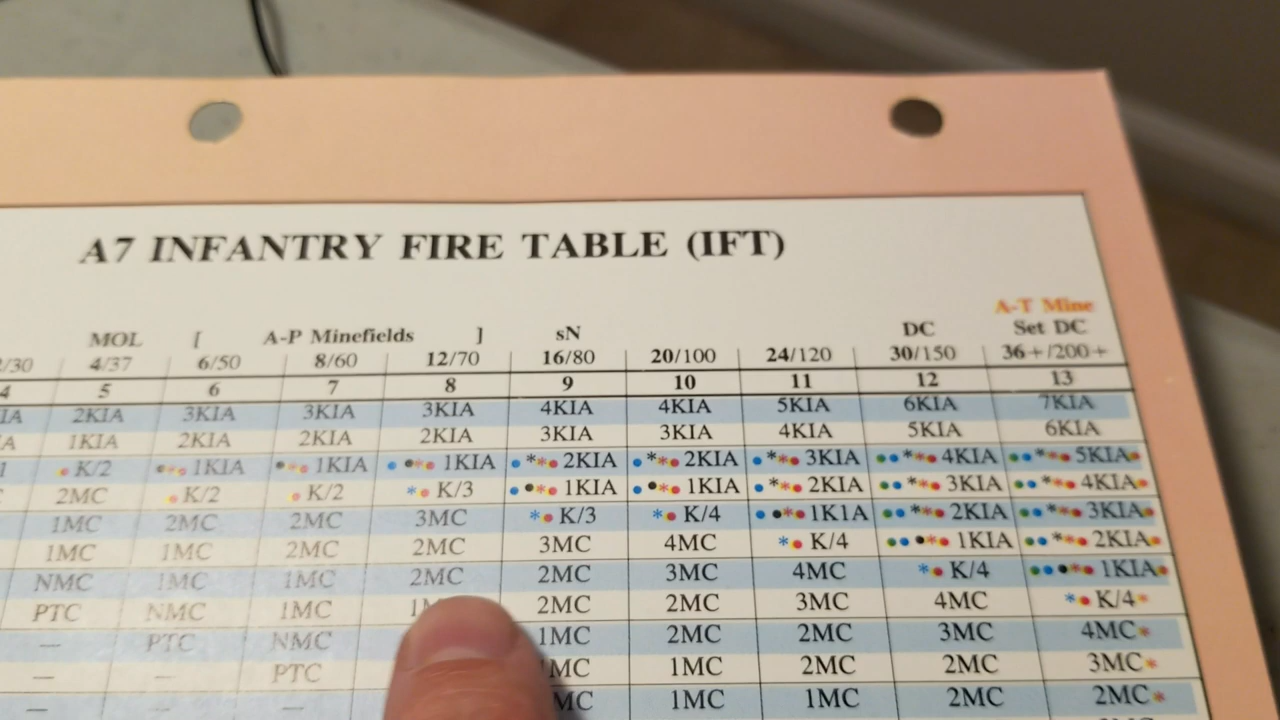 A7 INFANTRY FIRE TABLE (IFT)
A-T Mine
MOL [ A-P Minefields ] sN DC Set DC
/30 4/37 6/50 8/60 12/70 16/80 20/100 24/120 30/150 36+/200+
4 5 6 7 8 9 10 11 12 13
IA 2KIA 3KIA 3KIA 3KIA 4KIA 4KIA 5KIA 6KIA 7KIA
A 1KIA 2KIA 2KIA 2KIA 3KIA 3KIA 4KIA 5KIA 6KIA
K/2 1KIA 1KIA 1KIA 2KIA 2KIA 3KIA 4KIA 5KIA
2MC K/2 K/2 K/3 1KIA 1KIA 2KIA 3KIA 4KIA
1MC 2MC 2MC 3MC K/3 K/4 1K1A 2KIA 3KIA
1MC 1MC 2MC 2MC 3MC 4MC K/4 1KIA 2KIA
NMC 1MC 1MC 2MC 2MC 3MC 4MC K/4 1KIA
PTC NMC 1MC 2MC 2MC 3MC 4MC K/4
— PTC NMC 1MC 2MC 2MC 3MC 4MC*
— — PTC MC 1MC 2MC 2MC 3MC*
— — — MC 1MC 1MC 2MC 2MC*